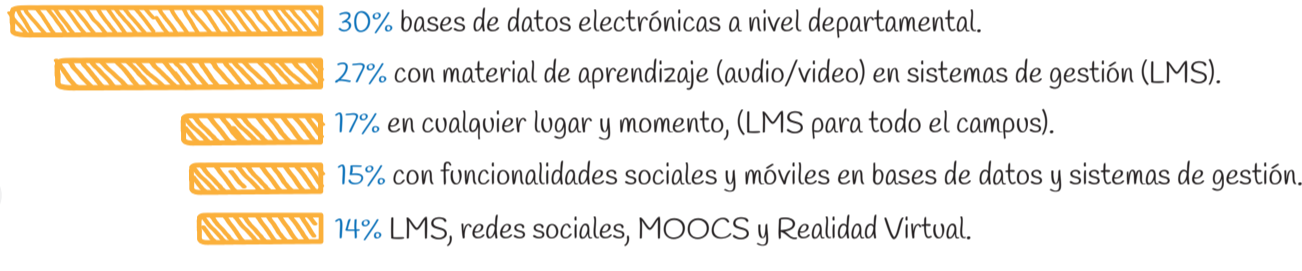 30% bases de datos electrónicas a nivel departamental.
27% con material de aprendizaje (audio/video) en sistemas de gestión (LMS).
17% en cualquier lugar y momento, (LMS para todo el campus).
15% con funcionalidades sociales y móviles en bases de datos y sistemas de gestión.
14% LMS, redes sociales, MOOCS y Realidad Virtual.